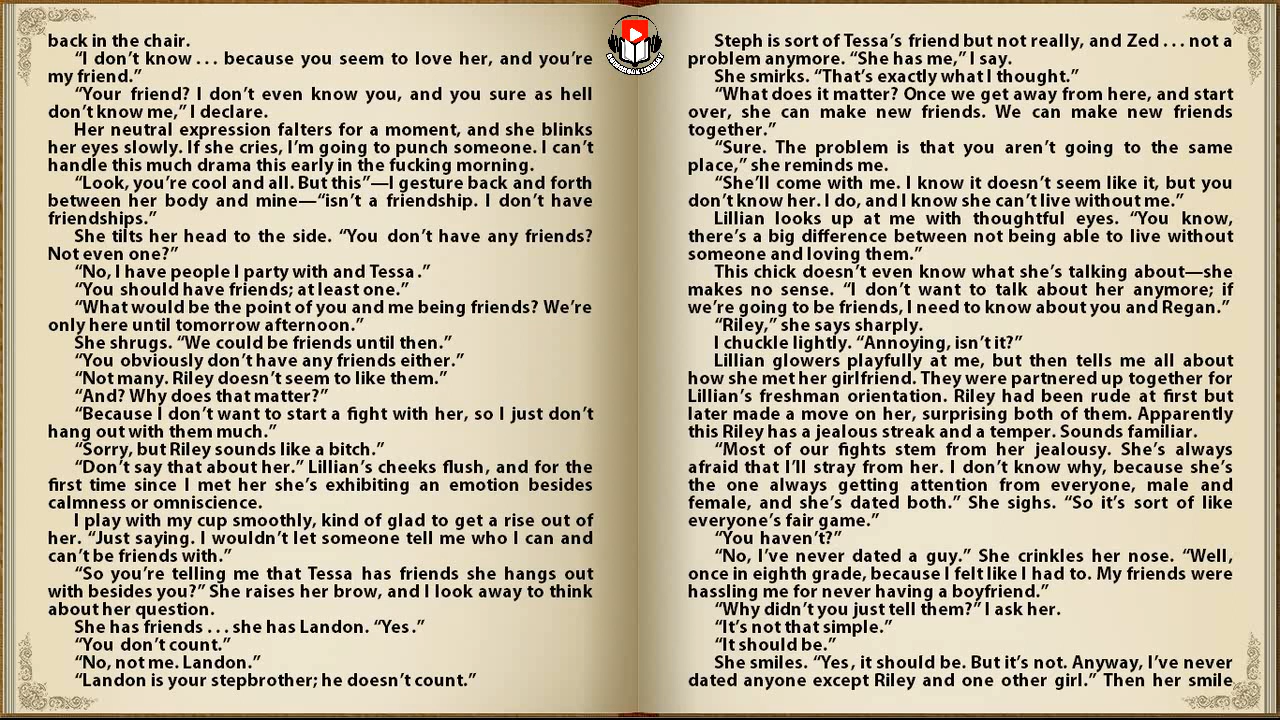 back in the chair.
“I don’t know . . . because you seem to love her, and you’re
my friend.”
“Your friend? I don’t even know you, and you sure as hell
don’t know me,” I declare.
Her neutral expression falters for a moment, and she blinks
her eyes slowly. If she cries, I’m going to punch someone. I can’t
handle this much drama this early in the fucking morning.
“Look, you’re cool and all. But this”—I gesture back and forth
between her body and mine—“isn’t a friendship. I don’t have
friendships.”
She tilts her head to the side. “You don’t have any friends?
Not even one?”
“No, I have people I party with and Tessa.”
“You should have friends; at least one.”
“What would be the point of you and me being friends? We’re
only here until tomorrow afternoon.”
She shrugs. “We could be friends until then.”
“You obviously don’t have any friends either.”
“Not many. Riley doesn’t seem to like them.”
“And? Why does that matter?”
“Because I don’t want to start a fight with her, so I just don’t
hang out with them much.”
“Sorry, but Riley sounds like a bitch.”
“Don’t say that about her.” Lillian’s cheeks flush, and for the
first time since I met her she’s exhibiting an emotion besides
calmness or omniscience.
I play with my cup smoothly, kind of glad to get a rise out of
her. “Just saying. I wouldn’t let someone tell me who I can and
can’t be friends with.”
“So you’re telling me that Tessa has friends she hangs out
with besides you?” She raises her brow, and I look away to think
about her question.
She has friends . . . she has Landon. “Yes.”
“You don’t count.”
“No, not me. Landon.”
“Landon is your stepbrother; he doesn’t count.”
Steph is sort of Tessa’s friend but not really, and Zed . . . not a
problem anymore. “She has me,” I say.
She smirks. “That’s exactly what I thought.”
“What does it matter? Once we get away from here, and start
over, she can make new friends. We can make new friends
together.”
“Sure. The problem is that you aren’t going to the same
place,” she reminds me.
“She’ll come with me. I know it doesn’t seem like it, but you
don’t know her. I do, and I know she can’t live without me.”
Lillian looks up at me with thoughtful eyes. “You know,
there’s a big difference between not being able to live without
someone and loving them.”
This chick doesn’t even know what she’s talking about—she
makes no sense. “I don’t want to talk about her anymore; if
we’re going to be friends, I need to know about you and Regan.”
“Riley,” she says sharply.
I chuckle lightly. “Annoying, isn’t it?”
Lillian glowers playfully at me, but then tells me all about
how she met her girlfriend. They were partnered up together for
Lillian’s freshman orientation. Riley had been rude at first but
later made a move on her, surprising both of them. Apparently
this Riley has a jealous streak and a temper. Sounds familiar.
“Most of our fights stem from her jealousy. She’s always
afraid that I’ll stray from her. I don’t know why, because she’s
the one always getting attention from everyone, male and
female, and she’s dated both.” She sighs. “So it’s sort of like
everyone’s fair game.”
“You haven’t?”
“No, I’ve never dated a guy.” She crinkles her nose. “Well,
once in eighth grade, because I felt like I had to. My friends were
hassling me for never having a boyfriend.”
“Why didn’t you just tell them?” I ask her.
“It’s not that simple.”
“It should be.”
She smiles. “Yes, it should be. But it’s not. Anyway, I’ve never
dated anyone except Riley and one other girl.” Then her smile